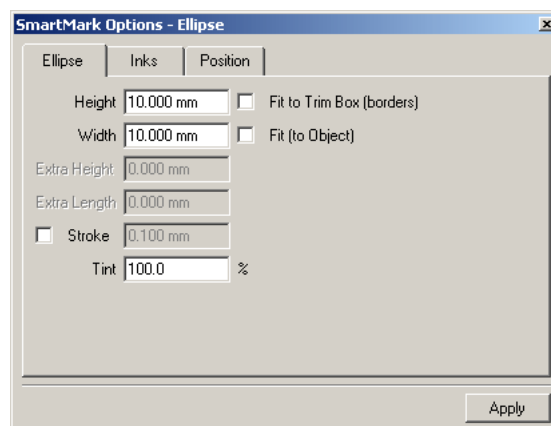 SmartMark Options - Ellipse
Ellipse Inks Position
Height 10.000 mm Fit to Trim Box (borders)
Width 10.000 mm Fit (to Object)
Extra Height 0.000 mm
Extra Length 0.000 mm
Stroke 0.100 mm
Tint 100.0 %
Apply